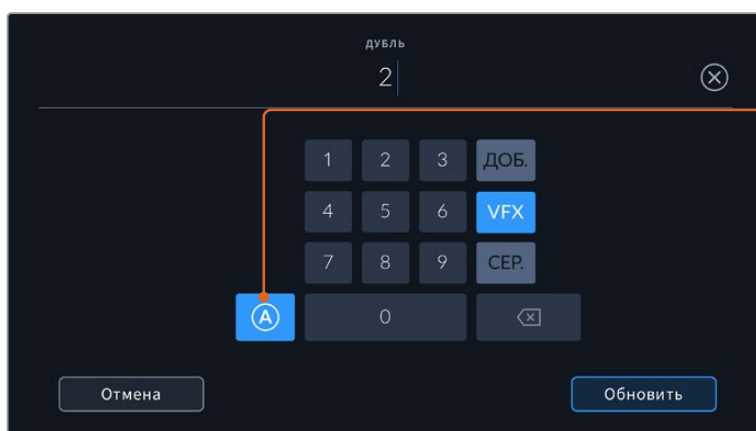 ДУБЛЬ
2
1 2 3 ДОБ.
4 5 6 VFX
7 8 9 СЕР.
A 0
Отмена Обновить